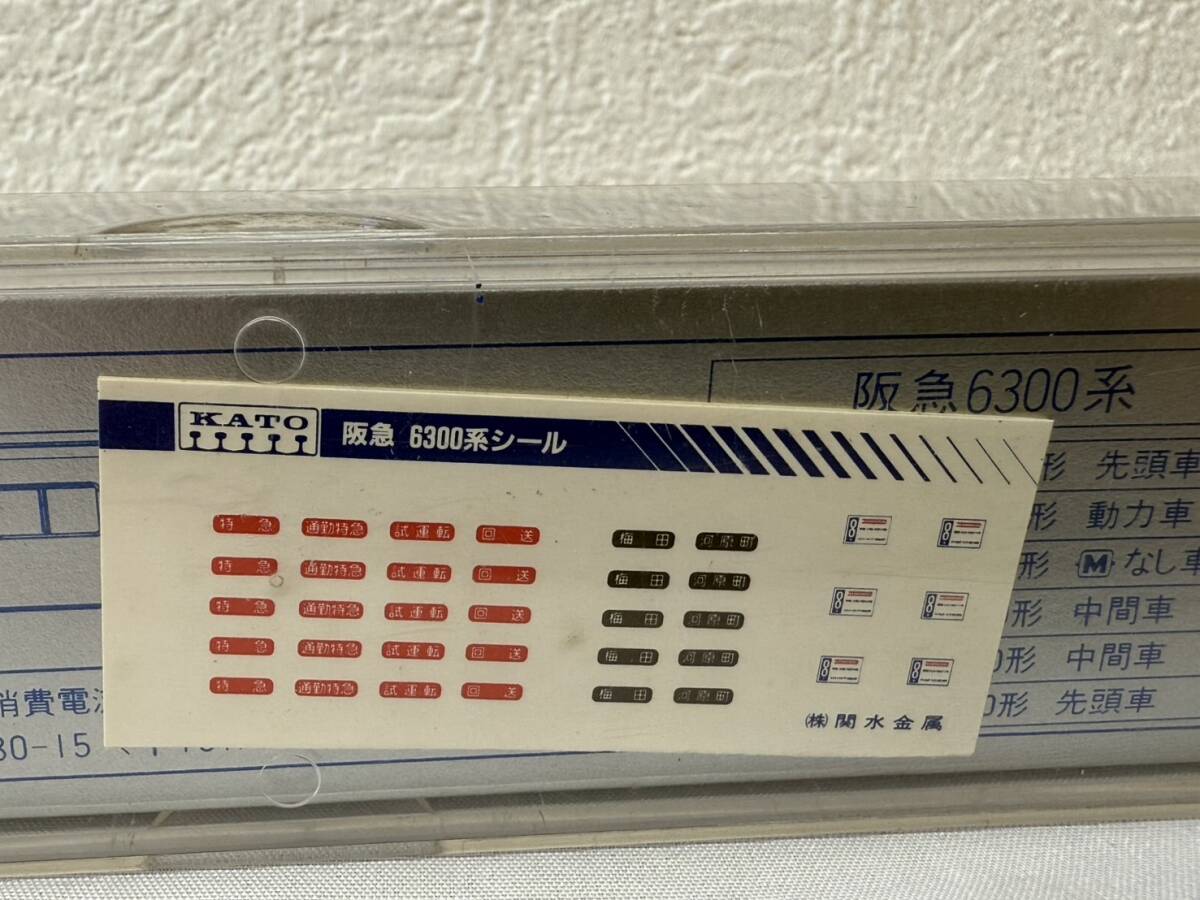 阪急6300系
KATO
阪急 6300系シール
形 先頭車
形 動力車
形 Mなし車
0形 中間車
0形 中間車
0形 先頭車
特急 通勤特急 試運転 回送 梅田 河原町
特急 通勤特急 試運転 回送 梅田 河原町
特急 通勤特急 試運転 回送 梅田 河原町
特急 通勤特急 試運転 回送 梅田 河原町
特急 通勤特急 試運転 回送 梅田 河原町
㈱関水金属
消費電流
80-15